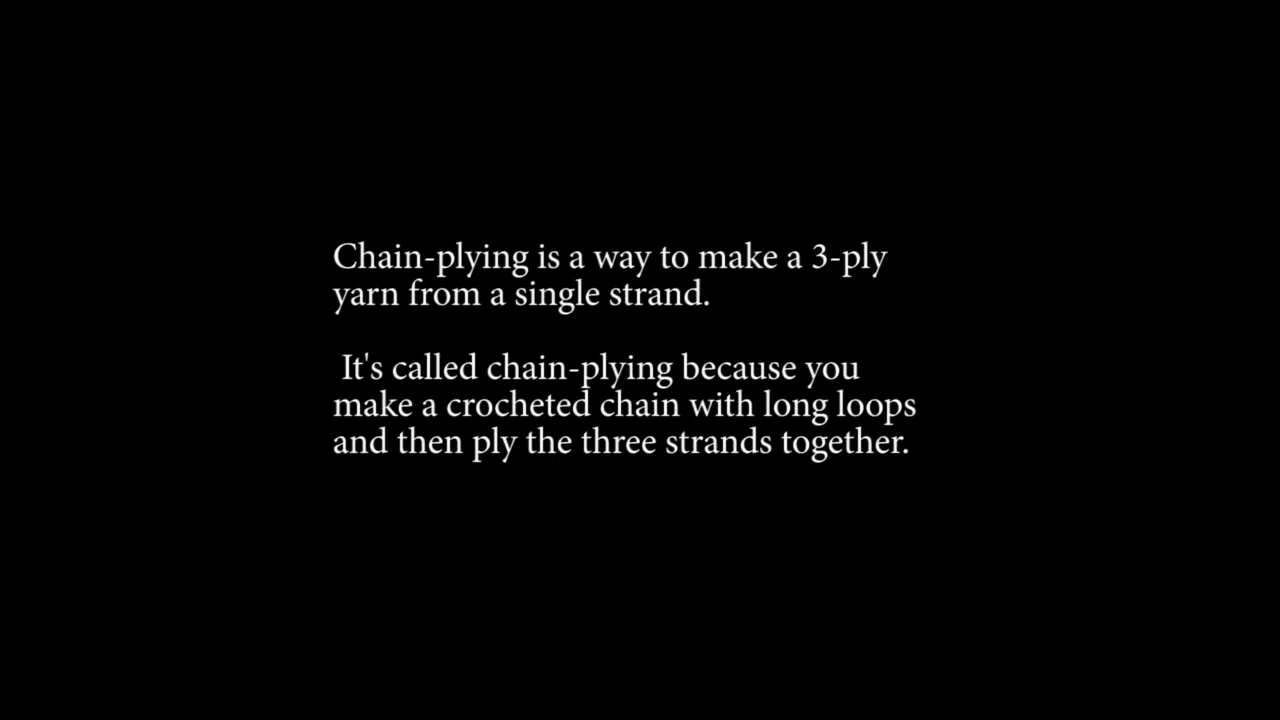 Chain-plying is a way to make a 3-ply
yarn from a single strand.
It's called chain-plying because you
make a crocheted chain with long loops
and then ply the three strands together.